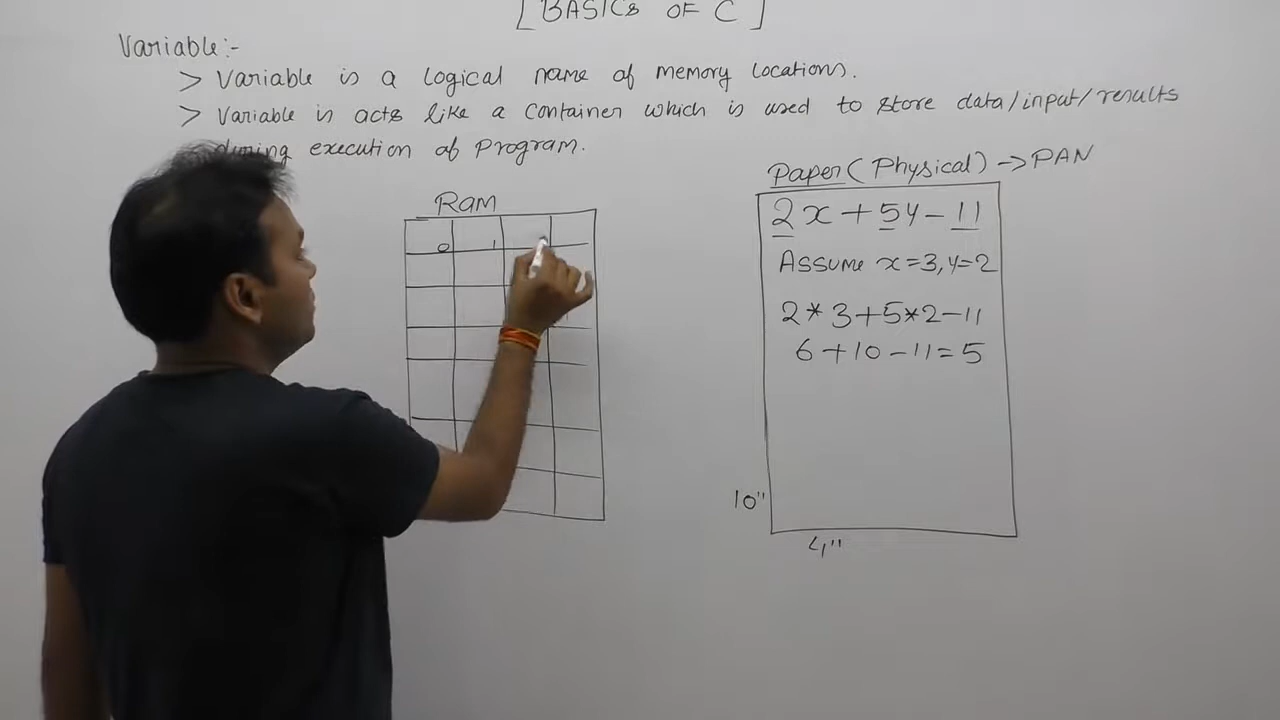 [ BASICS OF C ]
Variable:-
> Variable is a logical name of memory locations.
> Variable is acts like a container which is used to store data/input/results
during execution of program.
Ram
0 1
Paper (Physical) -> PAN
2x + 5y - 11
Assume x=3, y=2
2*3+5*2-11
6+10-11=5
10"
4"